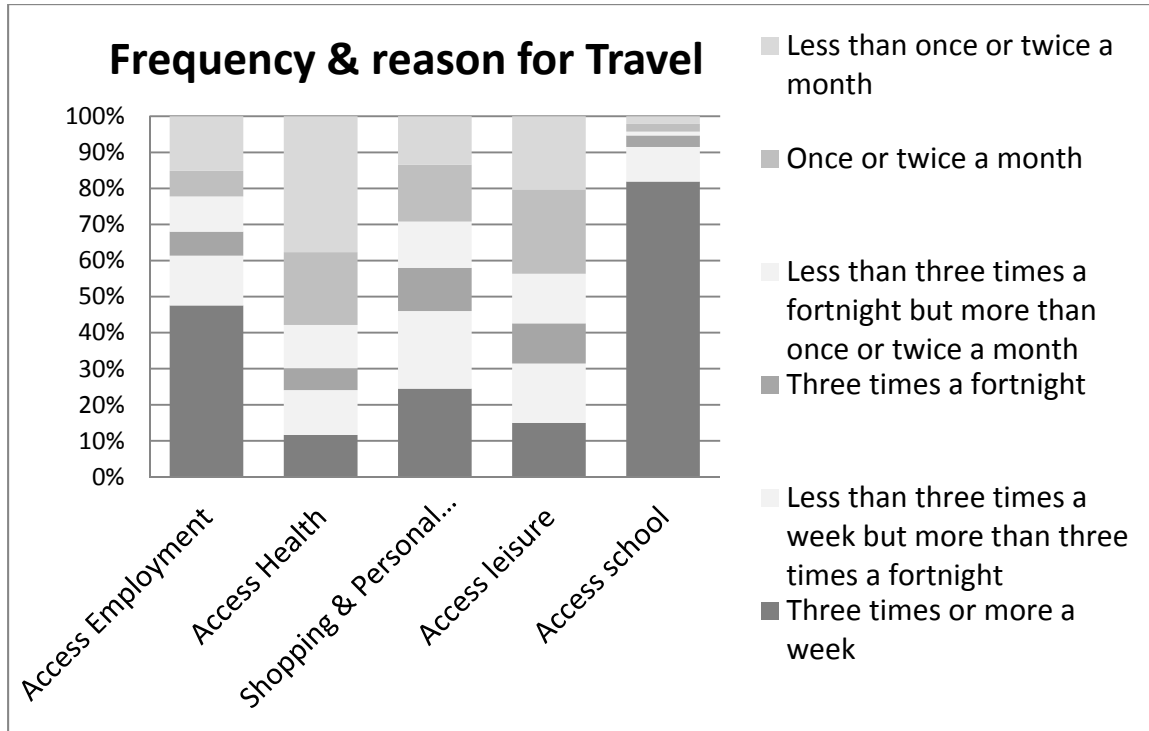 Frequency & reason for Travel
100%
90%
80%
70%
60%
50%
40%
30%
20%
10%
0%
Access Employment
Access Health
Shopping & Personal...
Access leisure
Access school
Less than once or twice a
month
Once or twice a month
Less than three times a
fortnight but more than
once or twice a month
Three times a fortnight
Less than three times a
week but more than three
times a fortnight
Three times or more a
week